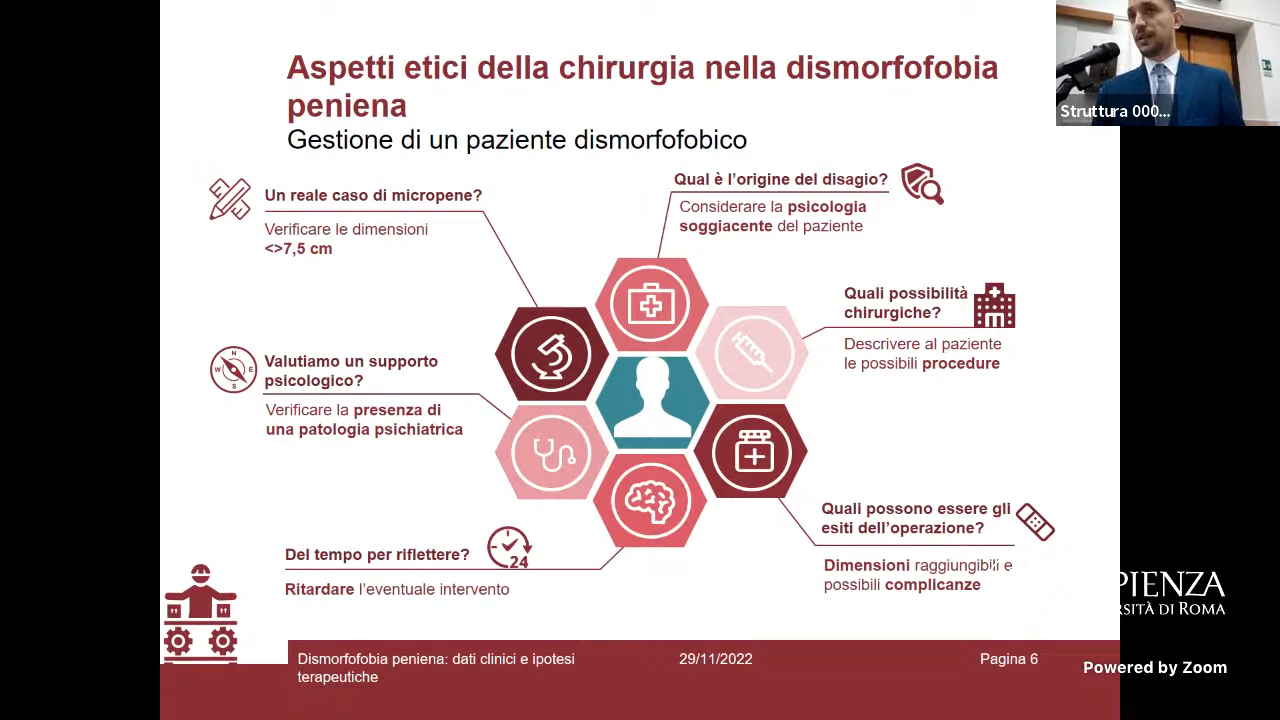 Aspetti etici della chirurgia nella dismorfofobia
peniena
Gestione di un paziente dismorfofobico
Un reale caso di micropene?
Verificare le dimensioni
<>7,5 cm
Qual è l'origine del disagio?
Considerare la psicologia
soggiacente del paziente
Quali possibilità
chirurgiche?
Descrivere al paziente
le possibili procedure
N
W E
S
Valutiamo un supporto
psicologico?
Verificare la presenza di
una patologia psichiatrica
Quali possono essere gli
esiti dell'operazione?
Dimensioni raggiungibili e
possibili complicanze
Del tempo per riflettere?
24
Ritardare l'eventuale intervento
Dismorfofobia peniena: dati clinici e ipotesi
terapeutiche
29/11/2022
Pagina 6
Struttura 000...
PIENZA
RSITÀ DI ROMA
Powered by Zoom